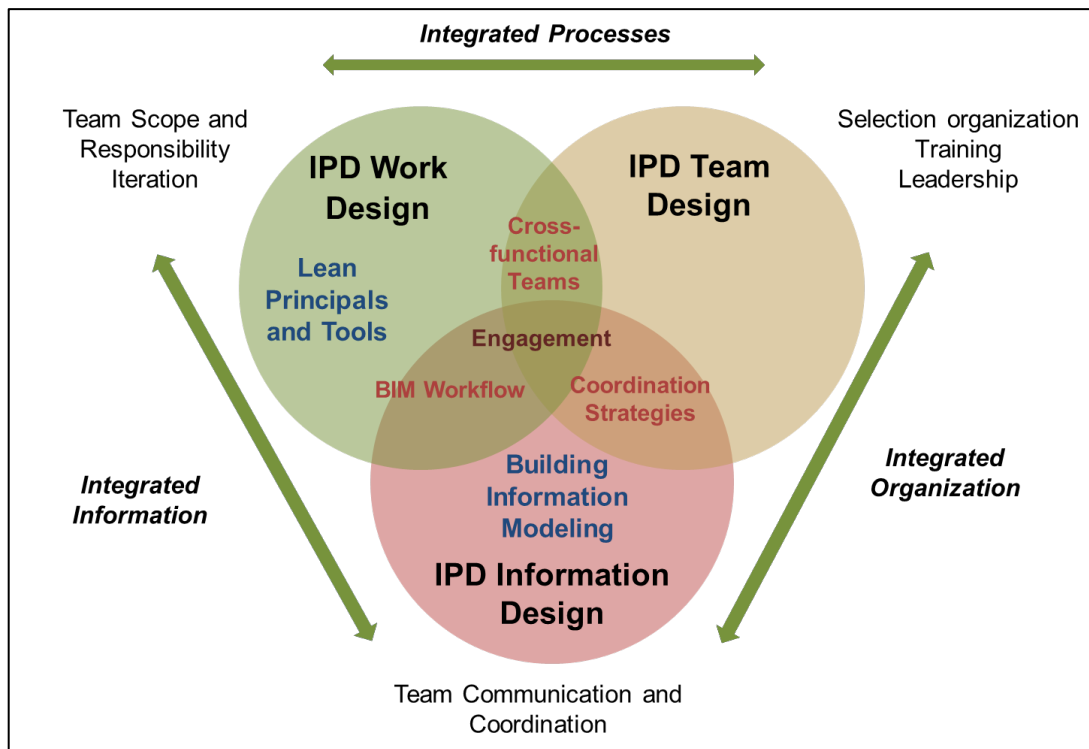 Integrated Processes
Team Scope and
Responsibility
Iteration
Selection organization
Training
Leadership
IPD Work
Design
IPD Team
Design
Cross-
functional
Teams
Lean
Principals
and Tools
Engagement
BIM Workflow
Coordination
Strategies
Building
Information
Modeling
Integrated
Information
Integrated
Organization
IPD Information
Design
Team Communication and
Coordination